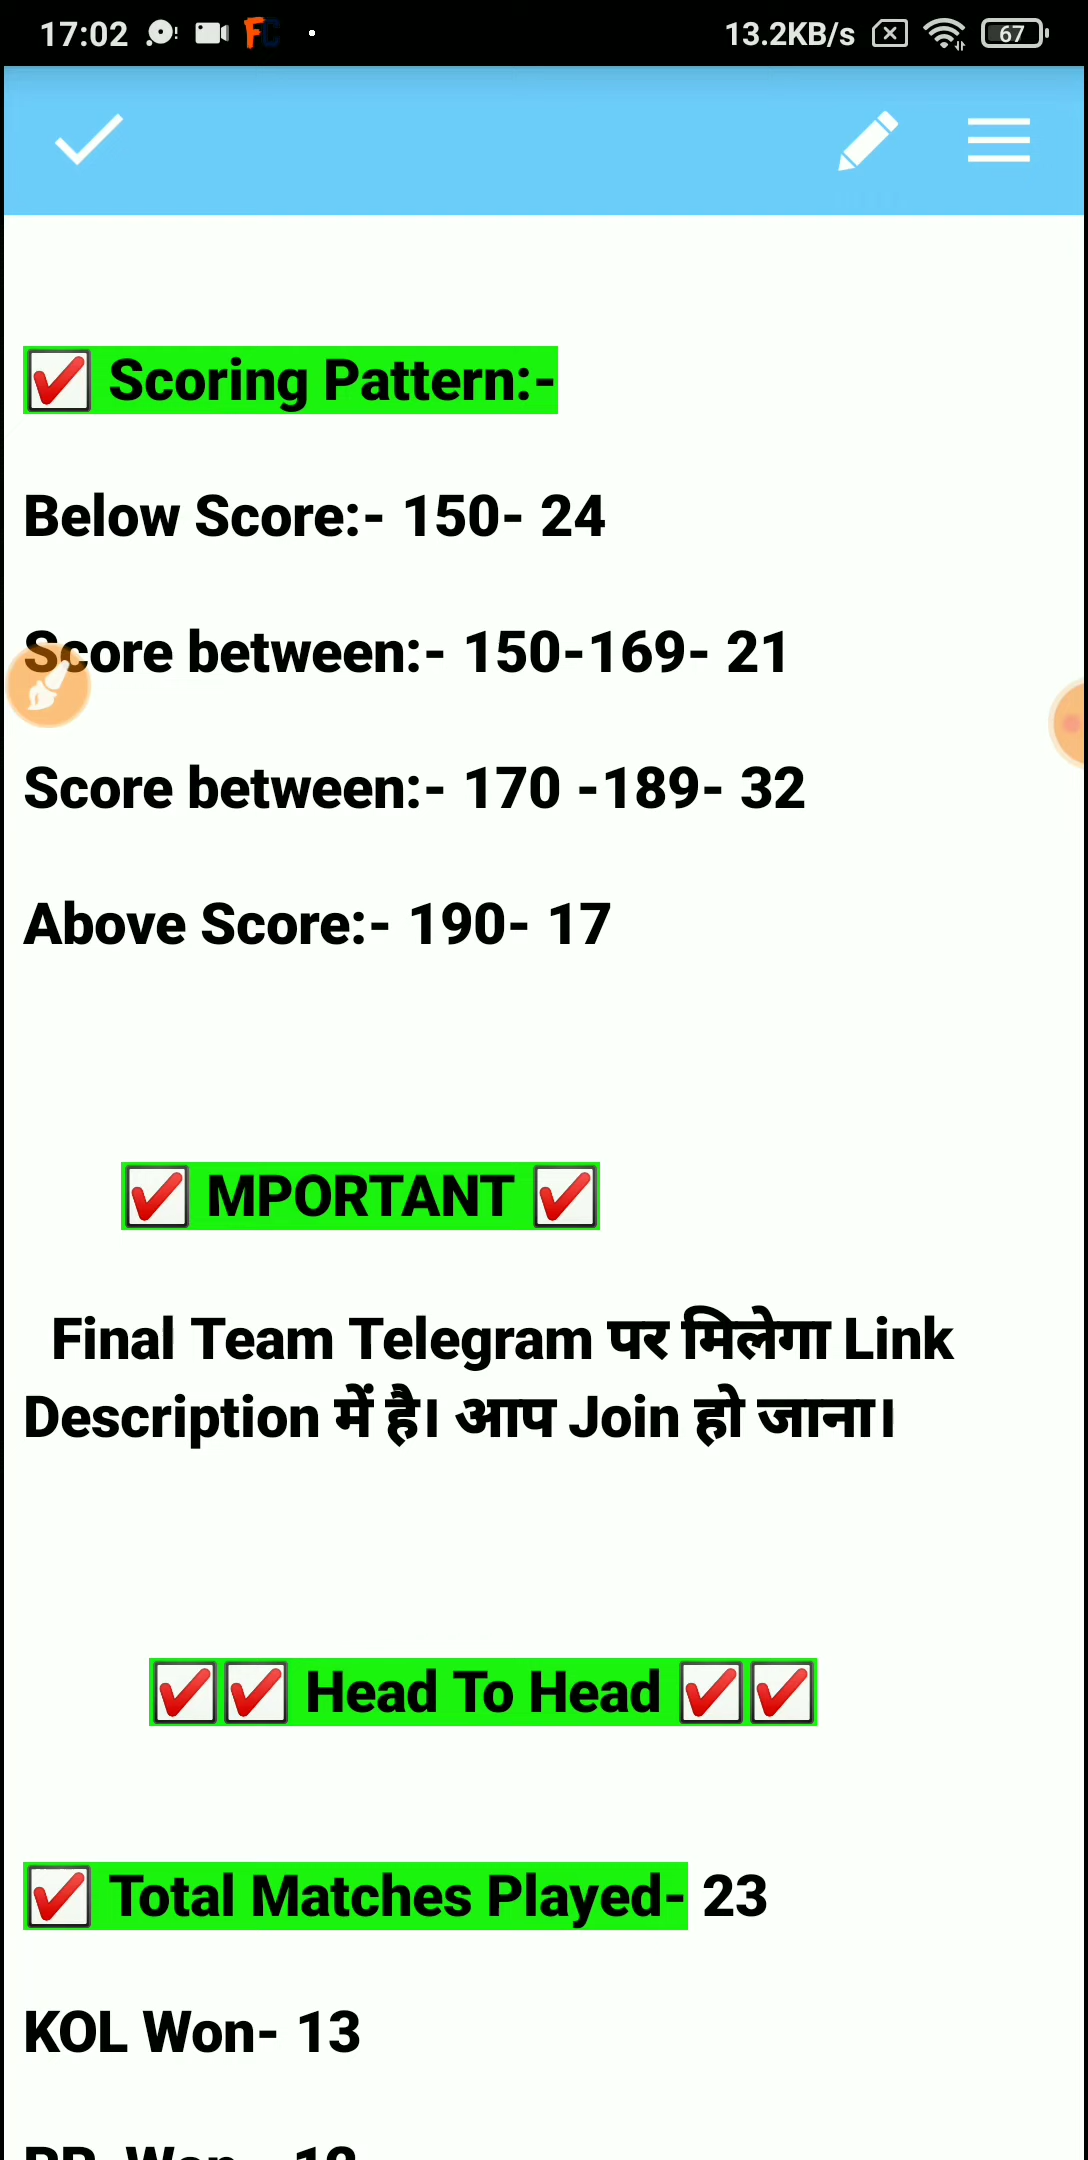 17:02
13.2KB/s
67
Scoring Pattern:-
Below Score:- 150- 24
Score between:- 150-169- 21
Score between:- 170 -189- 32
Above Score:- 190- 17
MPORTANT
Final Team Telegram पर मिलेगा Link
Description में है। आप Join हो जाना।
Head To Head
Total Matches Played- 23
KOL Won- 13